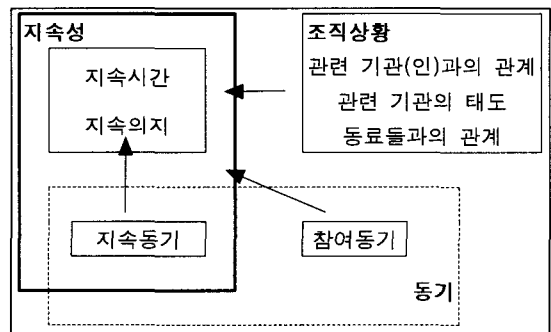 지속성
지속시간
지속의지
조직상황
관련 기관(인)과의 관계
관련 기관의 태도
동료들과의 관계
지속동기
참여동기
동기